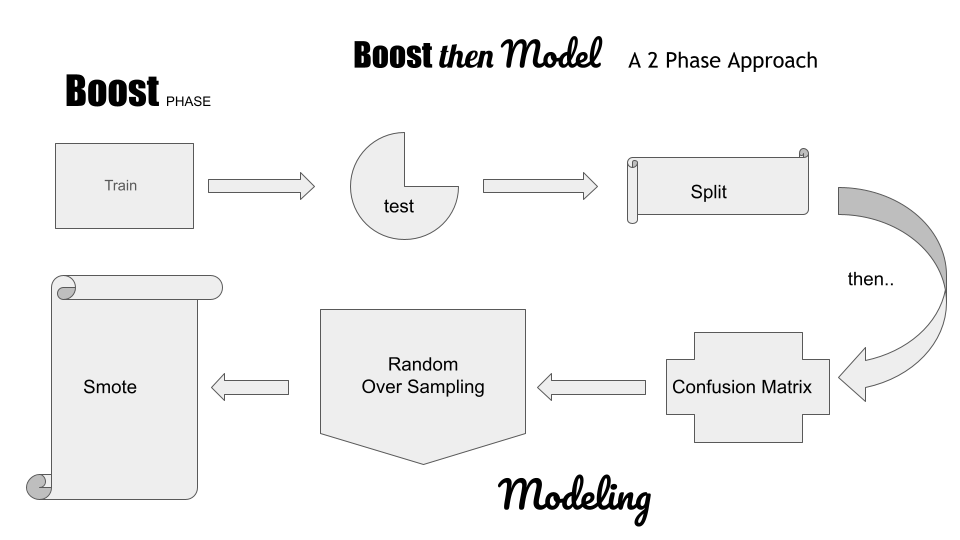 Boost then Model A 2 Phase Approach
Boost PHASE
Train
test
Split
then..
Confusion Matrix
Random
Over Sampling
Smote
Modeling